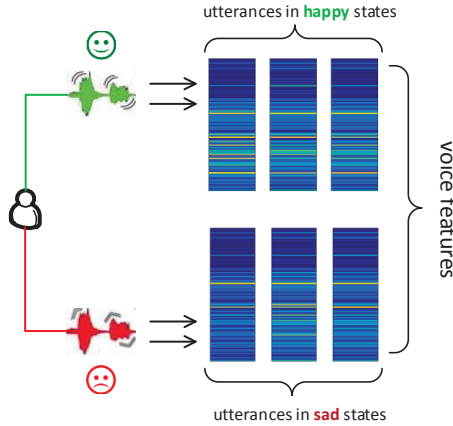 utterances in happy states
voice features
utterances in sad states